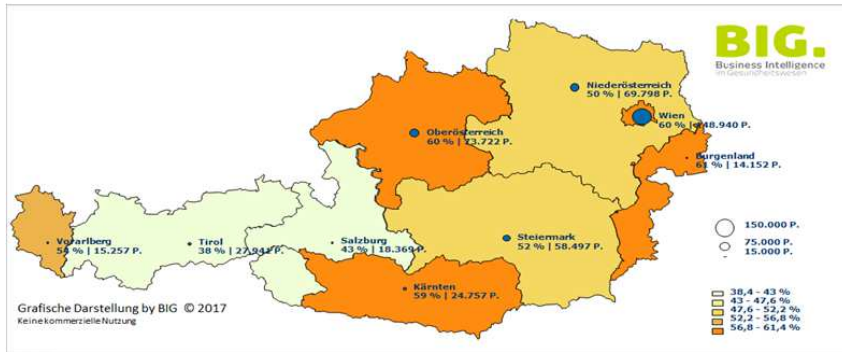 BIG.
Business Intelligence
im Gesundheitswesen
Niederösterreich
50 % | 69.798 P.
Wien
60 % | 148.940 P.
Oberösterreich
60 % | 73.722 P.
Burgenland
61 % | 14.152 P.
Vorarlberg
54 % | 15.257 P.
Tirol
38 % | 27.941 P.
Salzburg
43 % | 18.369 P.
Steiermark
52 % | 58.497 P.
Kärnten
59 % | 24.757 P.
150.000 P.
75.000 P.
15.000 P.
38,4 - 43 %
43 - 47,6 %
47,6 - 52,2 %
52,2 - 56,8 %
56,8 - 61,4 %
Grafische Darstellung by BIG © 2017
Keine kommerzielle Nutzung